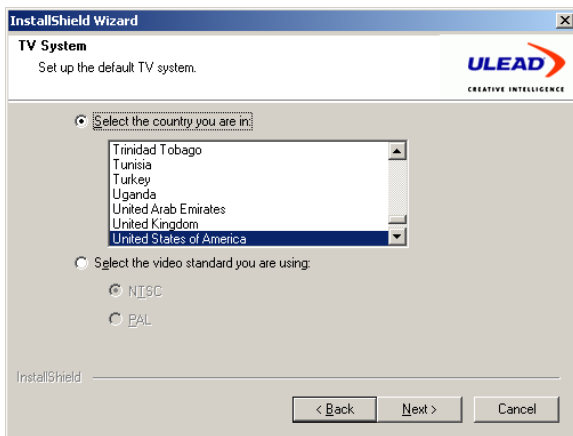 InstallShield Wizard
TV System
Set up the default TV system.
ULEAD
CREATIVE INTELLIGENCE
Select the country you are in:
Trinidad Tobago
Tunisia
Turkey
Uganda
United Arab Emirates
United Kingdom
United States of America
Select the video standard you are using:
NTSC
PAL
InstallShield
< Back
Next >
Cancel